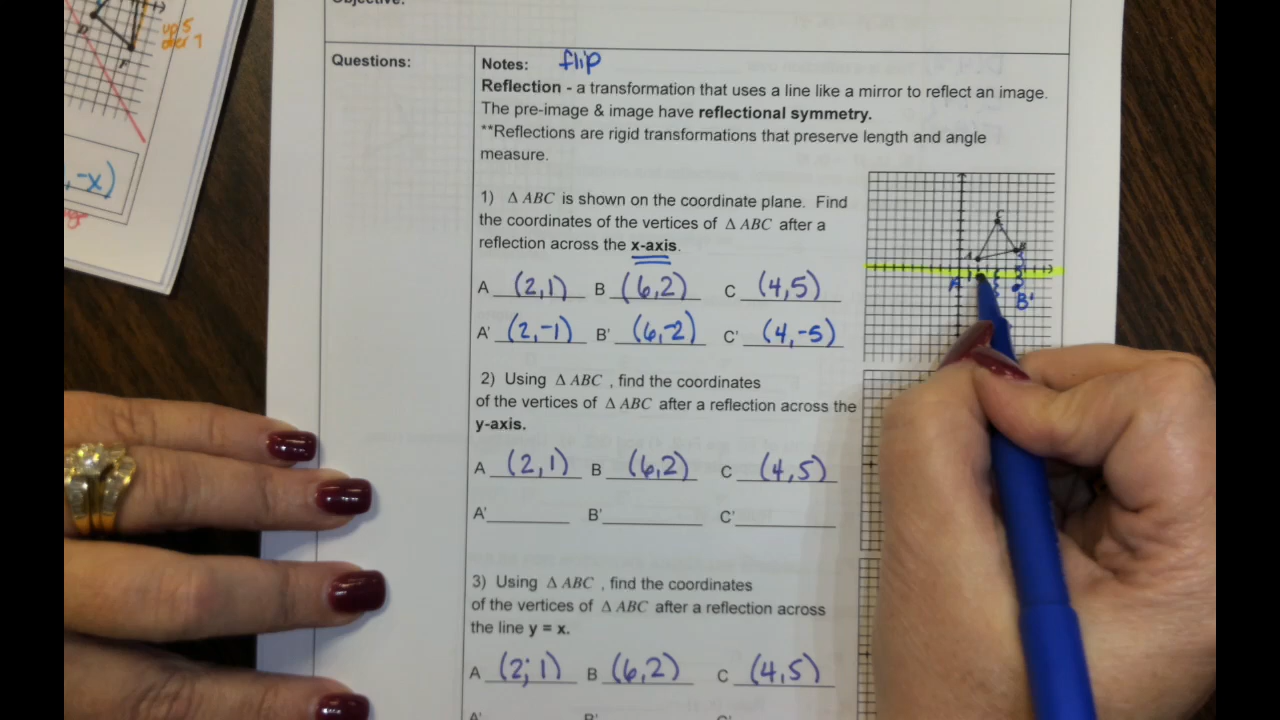 Objective:
up 5
over 7
, -x)
Questions:
Notes: flip
Reflection - a transformation that uses a line like a mirror to reflect an image.
The pre-image & image have reflectional symmetry.
**Reflections are rigid transformations that preserve length and angle
measure.
1) Δ ABC is shown on the coordinate plane. Find
the coordinates of the vertices of Δ ABC after a
reflection across the x-axis.
A (2,1) B (6,2) C (4,5)
A' (2,-1) B' (6,-2) C' (4,-5)
C
B
A
A'
B'
2) Using Δ ABC , find the coordinates
of the vertices of Δ ABC after a reflection across the
y-axis.
A (2,1) B (6,2) C (4,5)
A' B' C'
3) Using Δ ABC , find the coordinates
of the vertices of Δ ABC after a reflection across
the line y = x.
A (2,1) B (6,2) C (4,5)
A' B' C'